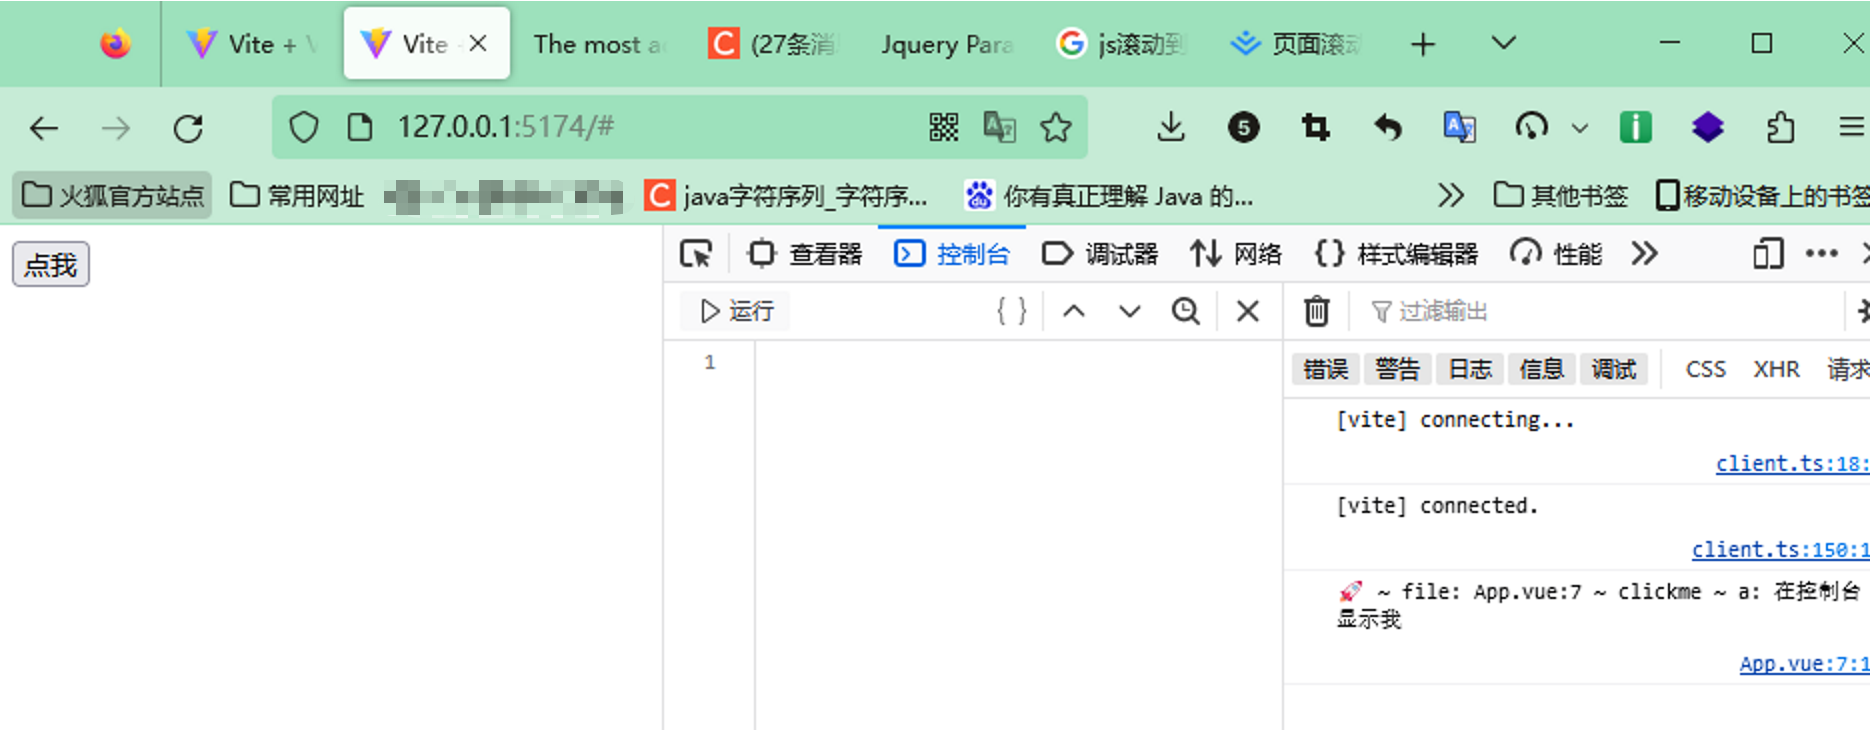 Vite + V
Vite
The most a
(27条消
Jquery Para
js滚动到
页面滚动
127.0.0.1:5174/#
火狐官方站点
常用网址
java字符序列_字符序...
你有真正理解 Java 的...
其他书签
移动设备上的书签
点我
查看器
控制台
调试器
网络
样式编辑器
性能
运行
过滤输出
1
错误
警告
日志
信息
调试
CSS
XHR
请求
[vite] connecting...
client.ts:18:
[vite] connected.
client.ts:150:1
🚀 ~ file: App.vue:7 ~ clickme ~ a: 在控制台
显示我
App.vue:7:1